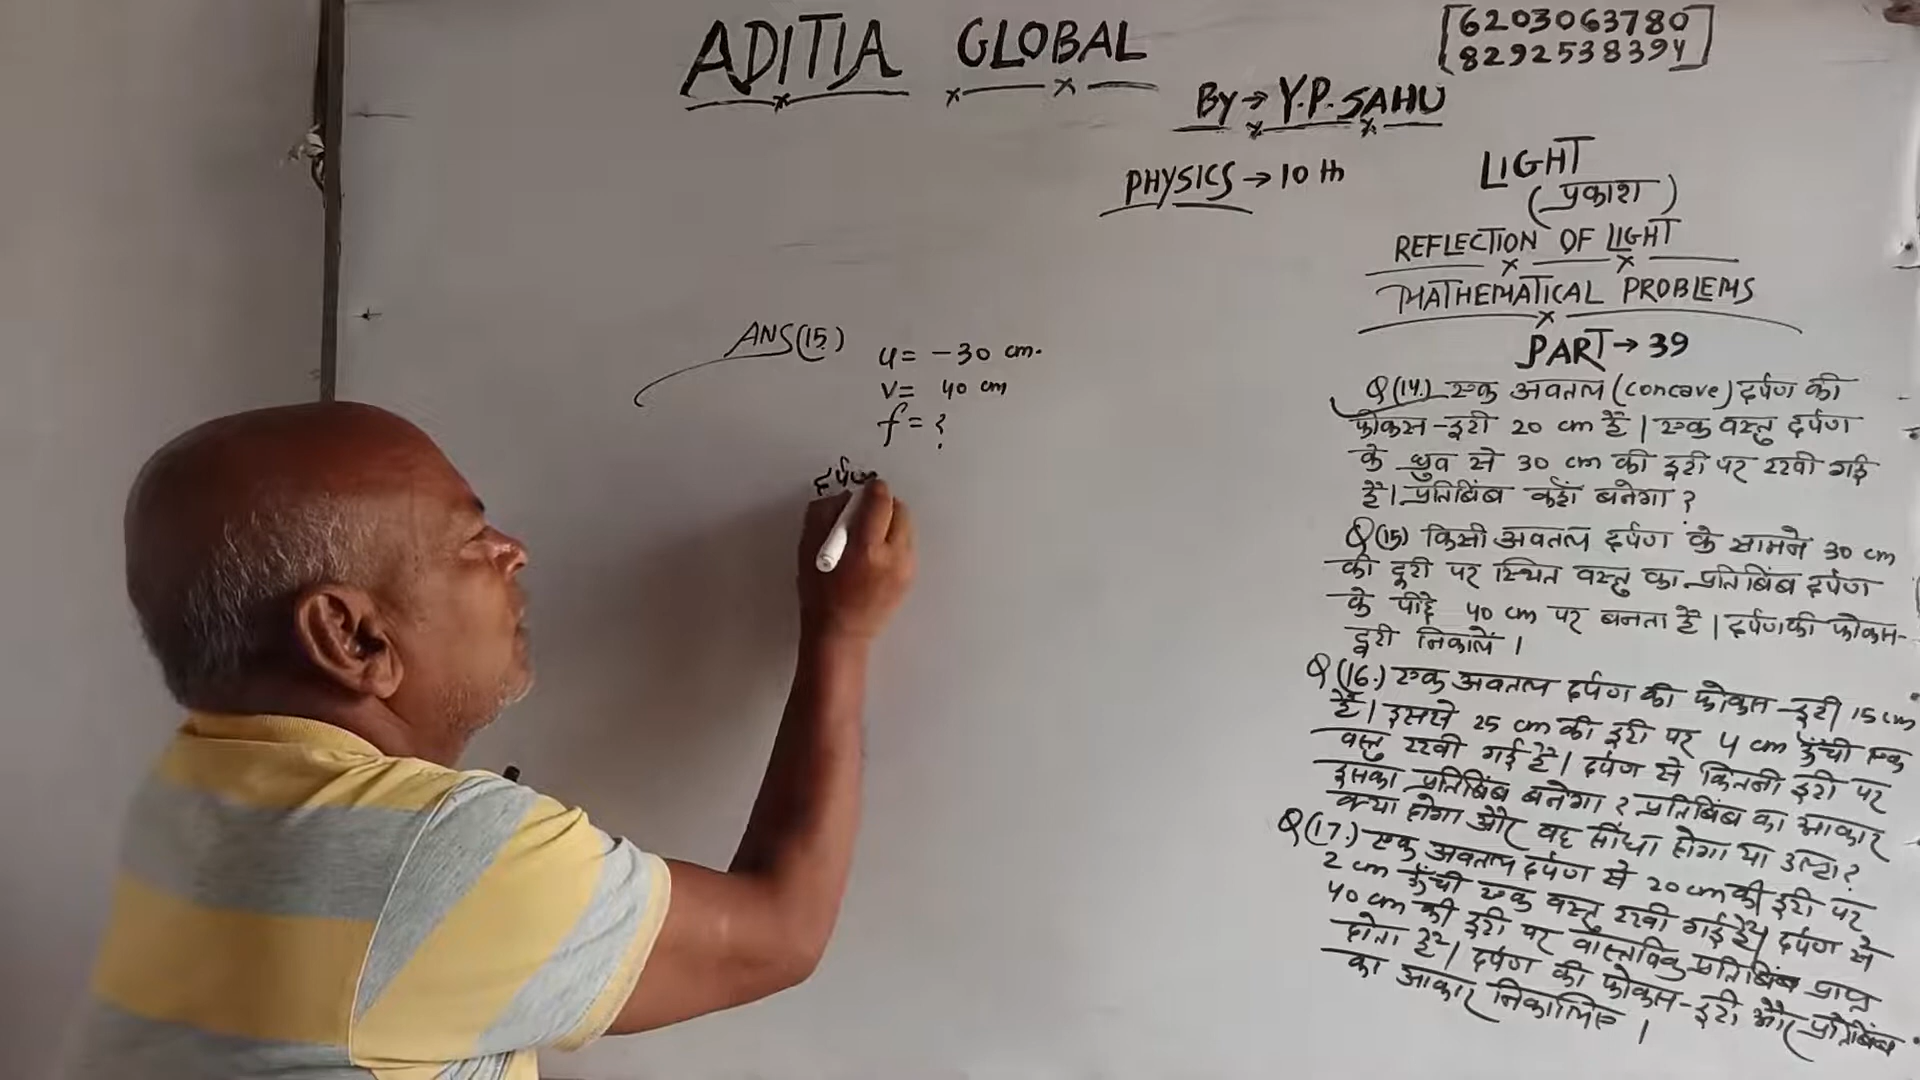 ADITIA GLOBAL
[6203063780
8292538394]
By → Y.P. SAHU
PHYSICS → 10 th
LIGHT
(प्रकाश)
REFLECTION OF LIGHT
MATHEMATICAL PROBLEMS
PART → 39
ANS(15)
u = -30 cm.
v = 40 cm
f = ?
दर्पण
Q(14.) एक अवतल (concave) दर्पण की
फोकस-दूरी 20 cm है | एक वस्तु दर्पण
के ध्रुव से 30 cm की दूरी पर रखी गई
है | प्रतिबिंब कहाँ बनेगा ?
Q(15) किसी अवतल दर्पण के सामने 30 cm
की दूरी पर स्थित वस्तु का प्रतिबिंब दर्पण
के पीछे 40 cm पर बनता है | दर्पण की फोकस-
दूरी निकालें |
Q(16.) एक अवतल दर्पण की फोकस-दूरी 15 cm
है | इससे 25 cm की दूरी पर 4 cm ऊँची एक
वस्तु रखी गई है | दर्पण से कितनी दूरी पर
इसका प्रतिबिंब बनेगा ? प्रतिबिंब का आकार
क्या होगा और वह सीधा होगा या उल्टा ?
Q(17.) एक अवतल दर्पण से 20 cm की दूरी पर
2 cm ऊँची एक वस्तु रखी गई है | दर्पण से
40 cm की दूरी पर वास्तविक प्रतिबिंब प्राप्त
होता है | दर्पण की फोकस-दूरी और प्रतिबिंब
का आकार निकालिए |